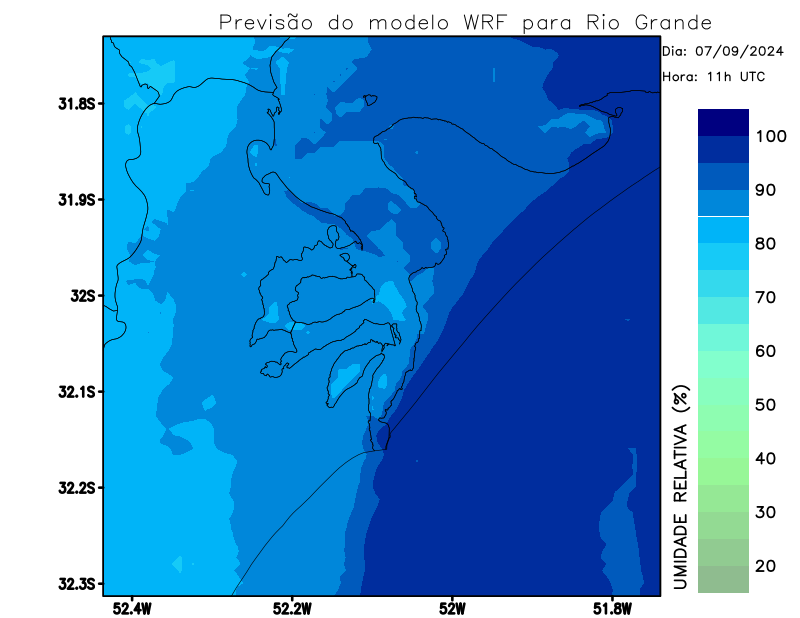 Previsão do modelo WRF para Rio Grande
Dia: 07/09/2024
Hora: 11h UTC
31.8S
31.9S
32S
32.1S
32.2S
32.3S
52.4W
52.2W
52W
51.8W
UMIDADE RELATIVA (%)
100
90
80
70
60
50
40
30
20